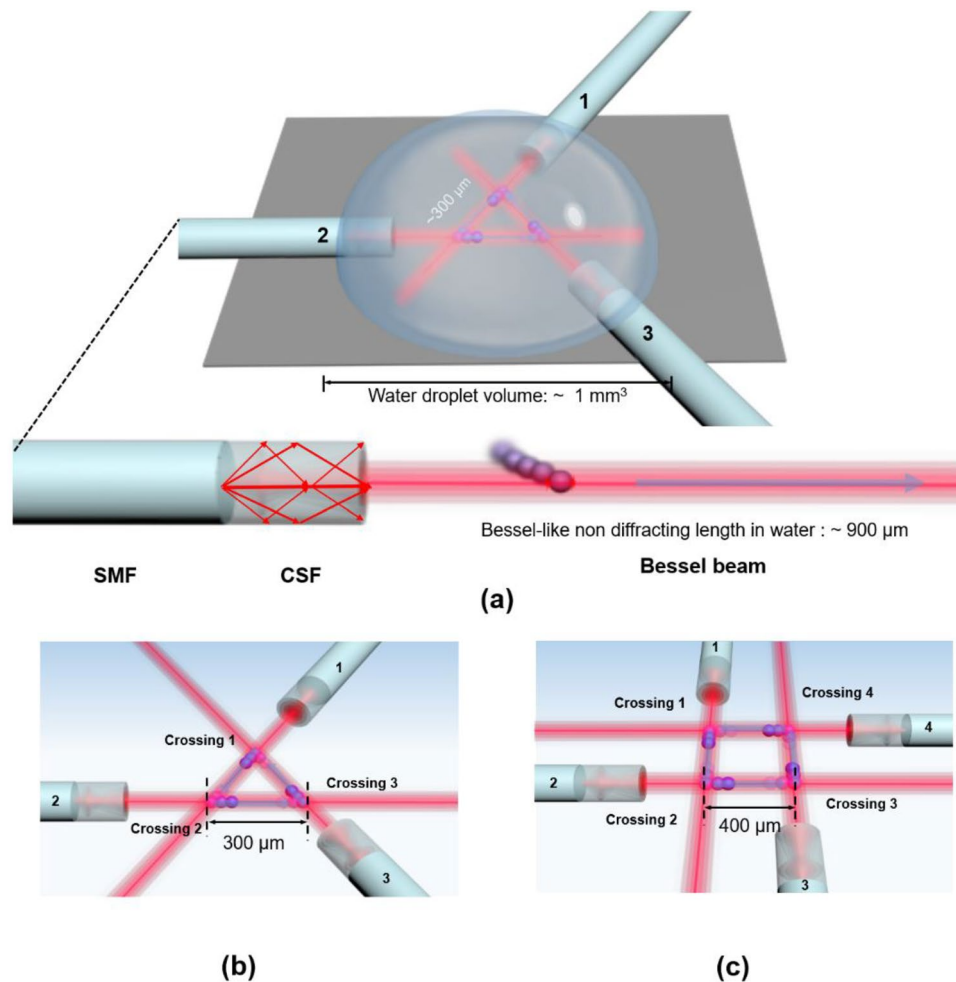 1
~300 µm
2
3
Water droplet volume: ~ 1 mm³
Bessel-like non diffracting length in water : ~ 900 µm
SMF
CSF
Bessel beam
(a)
1
Crossing 1
2
Crossing 3
Crossing 2
300 µm
3
1
Crossing 1
Crossing 4
4
2
Crossing 2
Crossing 3
400 µm
3
(b)
(c)